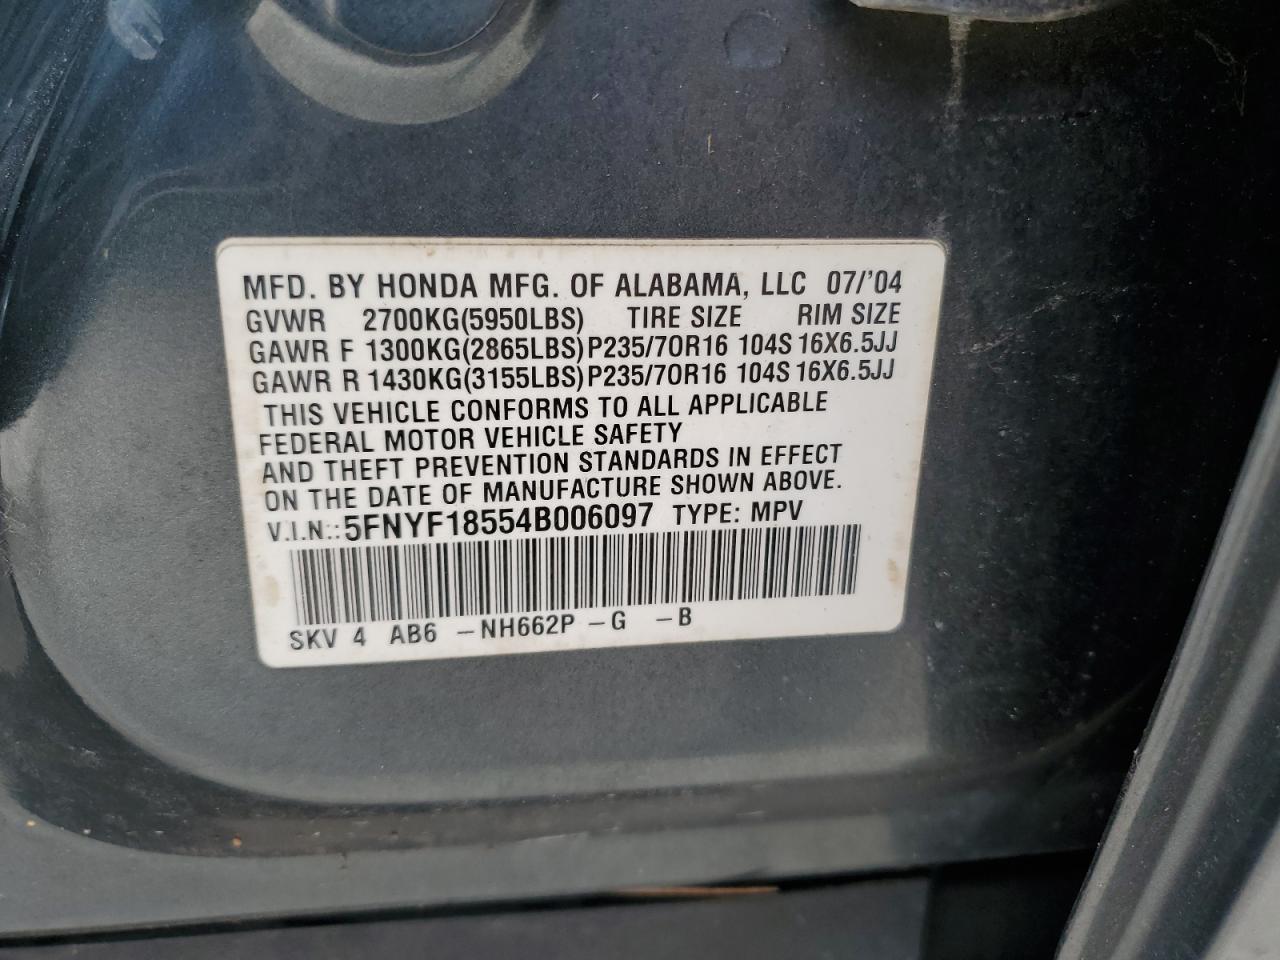 MFD. BY HONDA MFG. OF ALABAMA, LLC 07/'04
GVWR 2700KG(5950LBS) TIRE SIZE RIM SIZE
GAWR F 1300KG(2865LBS) P235/70R16 104S 16X6.5JJ
GAWR R 1430KG(3155LBS) P235/70R16 104S 16X6.5JJ
THIS VEHICLE CONFORMS TO ALL APPLICABLE
FEDERAL MOTOR VEHICLE SAFETY
AND THEFT PREVENTION STANDARDS IN EFFECT
ON THE DATE OF MANUFACTURE SHOWN ABOVE.
V.I.N.: 5FNYF18554B006097 TYPE: MPV
SKV 4 AB6 -NH662P -G -B